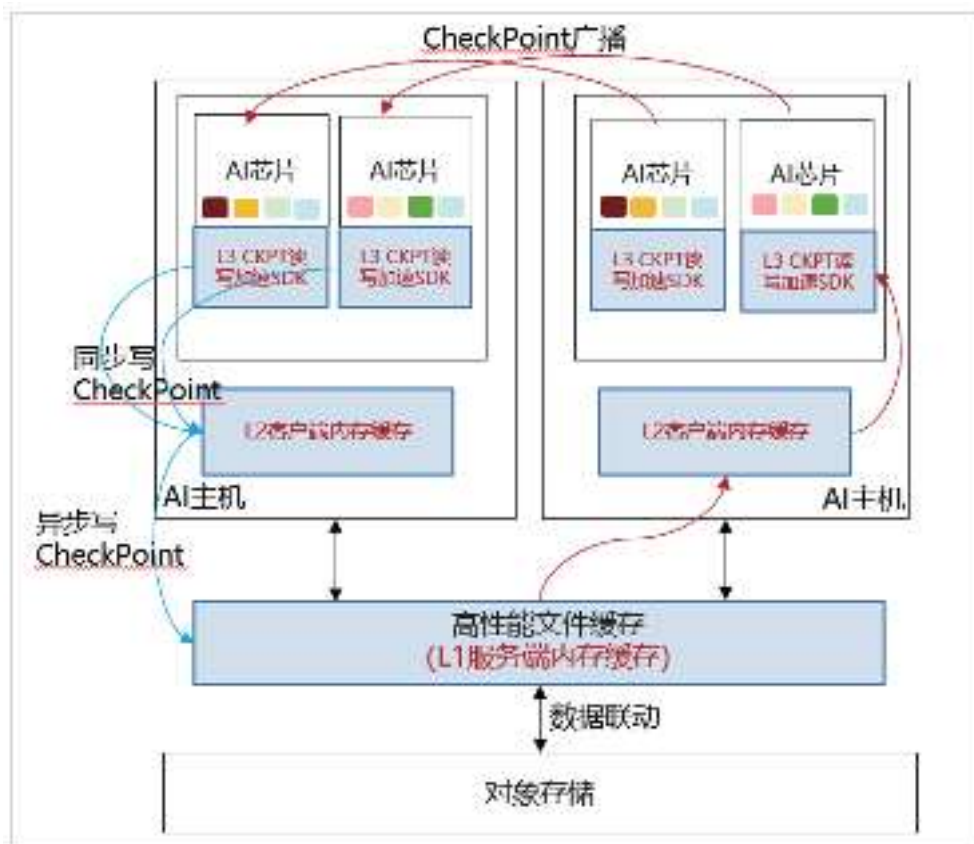 CheckPoint广播
AI芯片
AI芯片
AI芯片
AI芯片
L3 CKPT读
写加速SDK
L3 CKPT读
写加速SDK
L3 CKPT读
写加速SDK
L3 CKPT读
写加速SDK
同步写
CheckPoint
L2客户端内存缓存
L2客户端内存缓存
AI主机
AI主机
异步写
CheckPoint
高性能文件缓存
(L1服务端内存缓存)
数据联动
对象存储